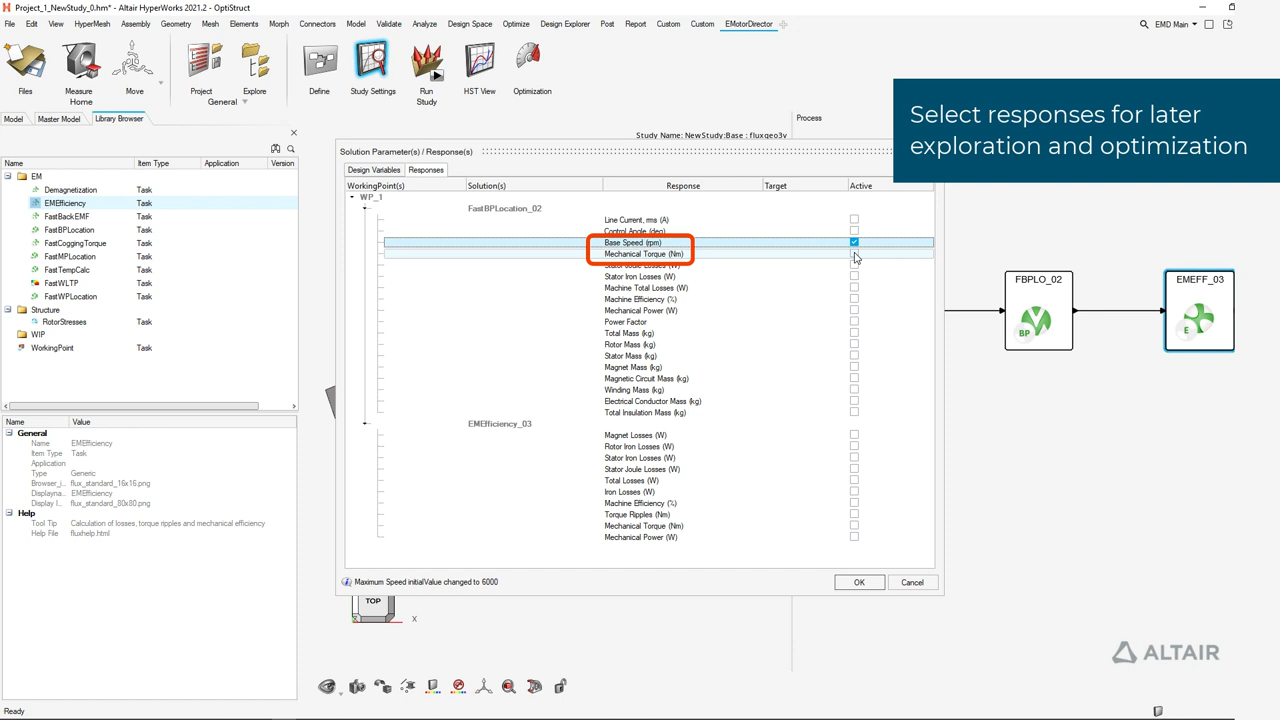 Project_1_NewStudy_0.hm* - Altair HyperWorks 2021.2 - OptiStruct
File Edit View HyperMesh Assembly Geometry Mesh Elements Morph Connectors Model Validate Analyze Design Space Optimize Design Explorer Post Report Custom Custom EMotorDirector EMD Main
Files Measure Move Project Explore Define Study Settings Run Study HST View Optimization
Home General
Select responses for later
exploration and optimization
Model Master Model Library Browser
Process
Study Name: NewStudy:Base : fluxgeo3v
Name Item Type Application Version
EM
Demagnetization Task
EMEfficiency Task
FastBackEMF Task
FastBPLocation Task
FastCoggingTorque Task
FastMPLocation Task
FastTempCalc Task
FastWLTP Task
FastWPLocation Task
Structure
RotorStresses Task
WIP
WorkingPoint Task
Name Value
General
Name EMEfficiency
Item Type Task
Application
Type Generic
Browser_i... flux_standard_16x16.png
Displayna... EMEfficiency
Display I... flux_standard_80x80.png
Help
Tool Tip Calculation of losses, torque ripples and mechanical efficiency
Help File fluxhelp.html
Solution Parameter(s) / Response(s)
Design Variables Responses
WorkingPoint(s) Solution(s) Response Target Active
WP_1
FastBPLocation_02
Line Current, rms (A)
Control Angle (deg)
Base Speed (rpm)
Mechanical Torque (Nm)
Stator Joule Losses (W)
Stator Iron Losses (W)
Machine Total Losses (W)
Machine Efficiency (%)
Mechanical Power (W)
Power Factor
Total Mass (kg)
Rotor Mass (kg)
Stator Mass (kg)
Magnet Mass (kg)
Magnetic Circuit Mass (kg)
Winding Mass (kg)
Electrical Conductor Mass (kg)
Total Insulation Mass (kg)
EMEfficiency_03
Magnet Losses (W)
Rotor Iron Losses (W)
Stator Iron Losses (W)
Stator Joule Losses (W)
Total Losses (W)
Iron Losses (W)
Machine Efficiency (%)
Torque Ripples (Nm)
Mechanical Torque (Nm)
Mechanical Power (W)
Maximum Speed initialValue changed to 6000
OK Cancel
FBPLO_02
BP
EMEFF_03
E
TOP
X
ALTAIR
Ready